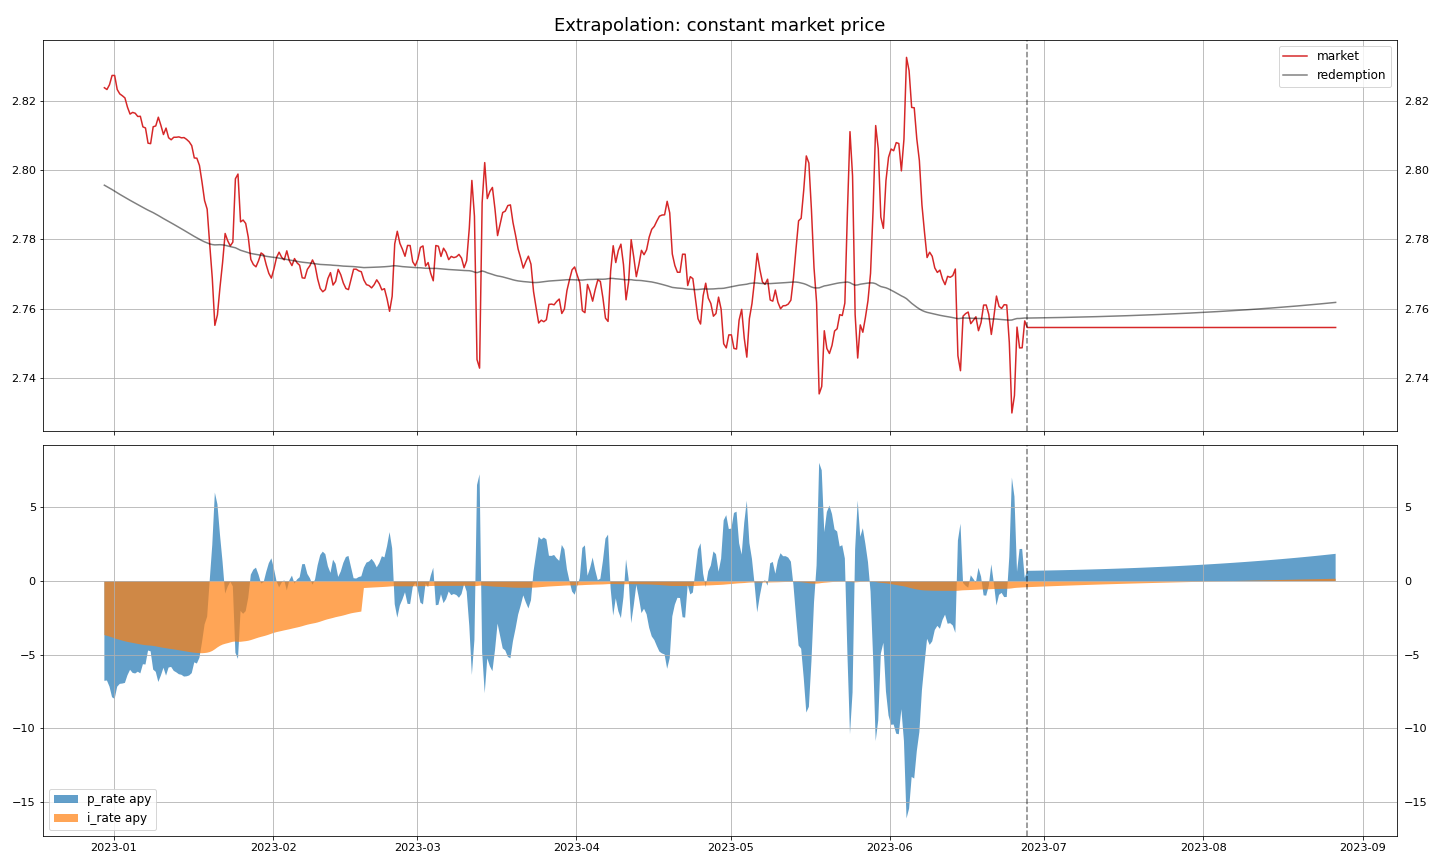 Extrapolation: constant market price
market
redemption
2.82 2.82
2.80 2.80
2.78 2.78
2.76 2.76
2.74 2.74
5 5
0 0
−5 −5
−10 −10
−15 −15
p_rate apy
i_rate apy
2023-01 2023-02 2023-03 2023-04 2023-05 2023-06 2023-07 2023-08 2023-09